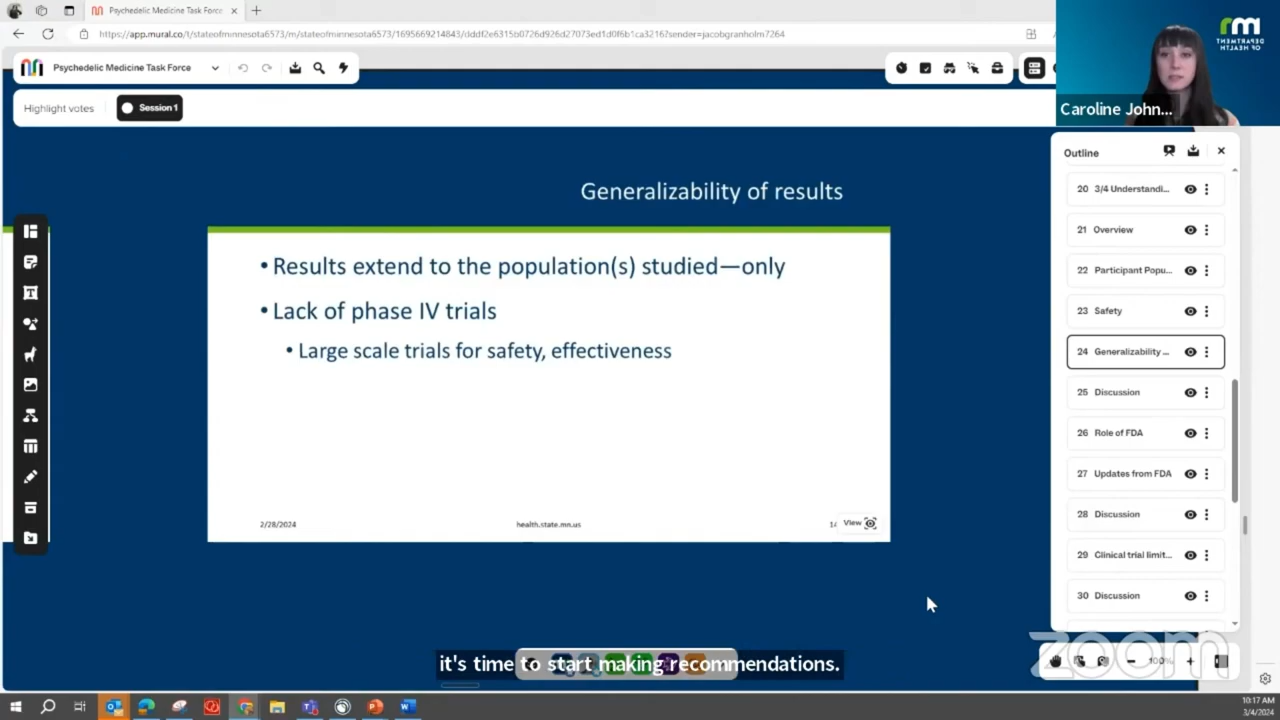 Psychedelic Medicine Task Force
https://app.mural.co/t/stateofminnesota6573/m/stateofminnesota6573/1695669214843/dddf2e6315b0726d926d27073ed1d0f6b1ca3216?sender=jacobgranholm7264
Psychedelic Medicine Task Force
DEPARTMENT
OF HEALTH
Caroline John...
Highlight votes
Session 1
Outline
20 3/4 Understandi...
21 Overview
22 Participant Popu...
23 Safety
24 Generalizability ...
25 Discussion
26 Role of FDA
27 Updates from FDA
28 Discussion
29 Clinical trial limit...
30 Discussion
Generalizability of results
• Results extend to the population(s) studied—only
• Lack of phase IV trials
• Large scale trials for safety, effectiveness
2/28/2024
health.state.mn.us
View
it's time to start making recommendations.
zoom
100%
10:17 AM
3/4/2024